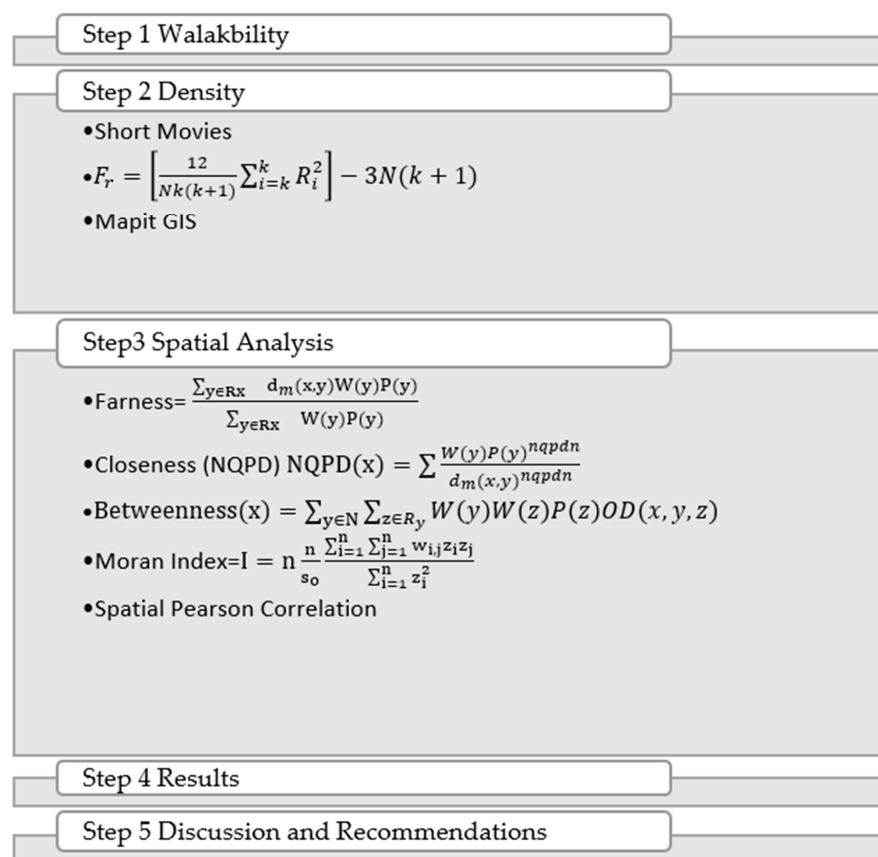 Step 1 Walakbility
Step 2 Density
•Short Movies
•F_r = [12/(Nk(k+1)) ∑_{i=k}^{k} R_i^2] − 3N(k + 1)
•Mapit GIS
Step3 Spatial Analysis
•Farness= (∑_{y∈Rx} d_m(x,y)W(y)P(y))/(∑_{y∈Rx} W(y)P(y))
•Closeness (NQPD) NQPD(x) = ∑ (W(y)P(y)^{nqpdn})/(d_m(x,y)^{nqpdn})
•Betweenness(x) = ∑_{y∈N} ∑_{z∈R_y} W(y)W(z)P(z)OD(x, y, z)
•Moran Index=I = n (n/s_o) (∑_{i=1}^{n} ∑_{j=1}^{n} w_{i,j}z_iz_j)/(∑_{i=1}^{n} z_i^2)
•Spatial Pearson Correlation
Step 4 Results
Step 5 Discussion and Recommendations